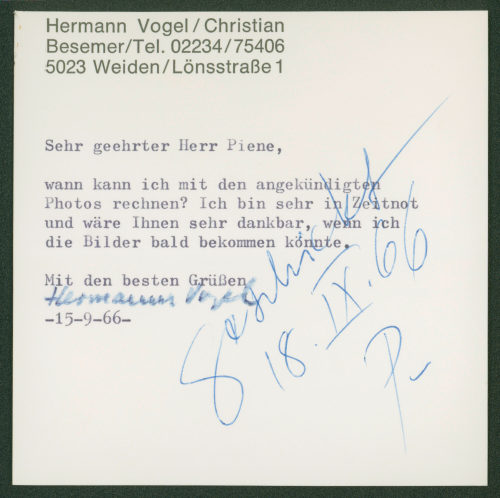 Hermann Vogel/Christian
Besemer/Tel. 02234/75406
5023 Weiden/Lönsstraße 1
Sehr geehrter Herr Piene,
wann kann ich mit den angekündigten
Photos rechnen? Ich bin sehr in Zeitnot
und wäre Ihnen sehr dankbar, wenn ich
die Bilder bald bekommen könnte.
Mit den besten Grüßen
Hermann Vogel
-15-9-66-
Geschickt
18. IX. 66
P.